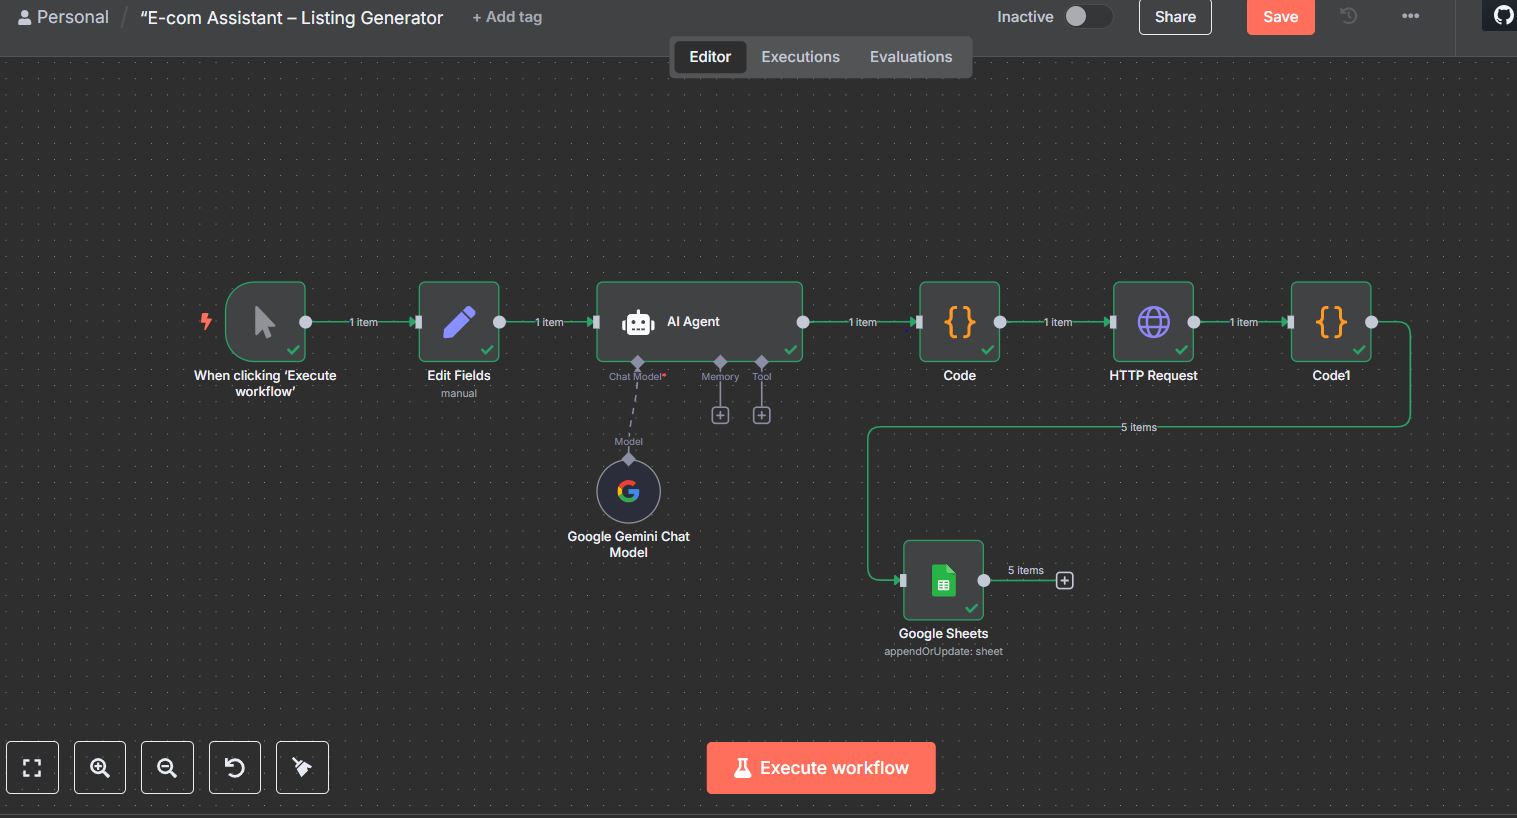 Personal / “E-com Assistant – Listing Generator + Add tag
Inactive
Share
Save
Editor Executions Evaluations
1 item
1 item
AI Agent
1 item
1 item
1 item
When clicking ‘Execute
workflow’
Edit Fields
manual
Chat Model*
Memory
Tool
Code
HTTP Request
Code1
5 items
Model
Google Gemini Chat
Model
5 items
Google Sheets
appendOrUpdate: sheet
Execute workflow